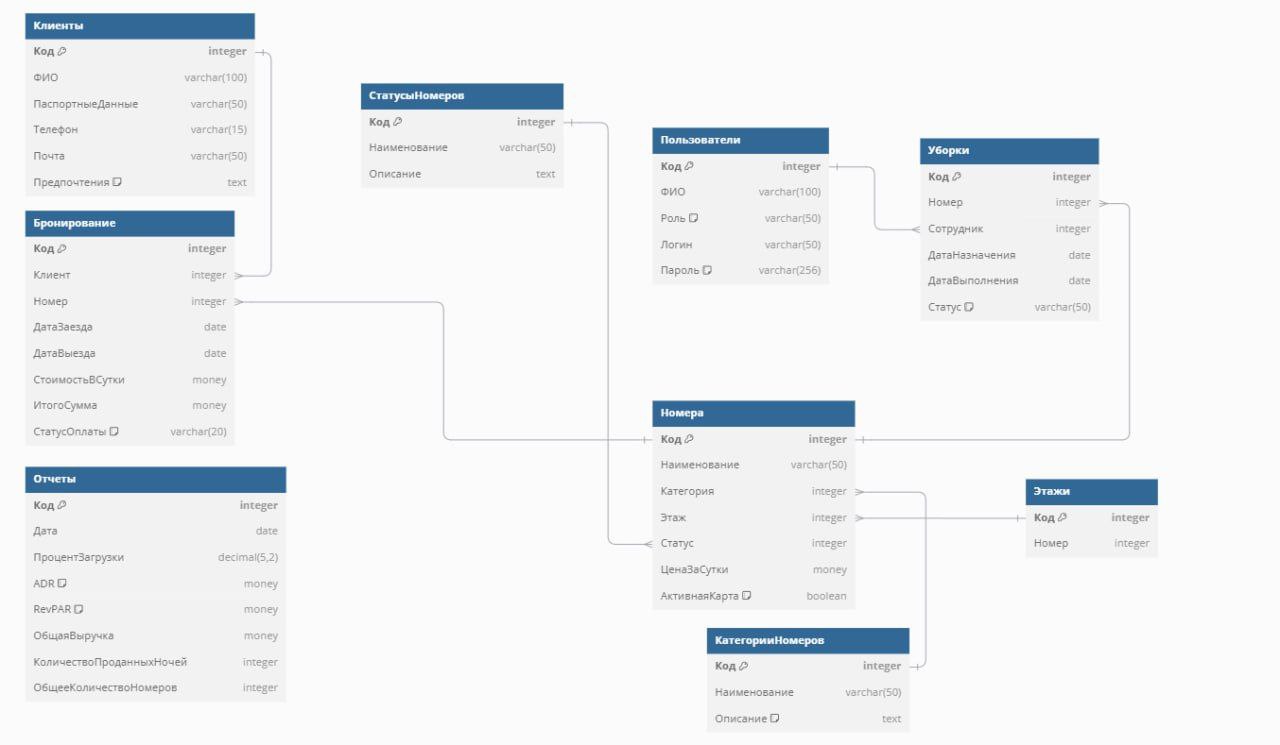 Клиенты
Код integer
ФИО varchar(100)
ПаспортныеДанные varchar(50)
Телефон varchar(15)
Почта varchar(50)
Предпочтения text
Бронирование
Код integer
Клиент integer
Номер integer
ДатаЗаезда date
ДатаВыезда date
СтоимостьВСутки money
ИтогоСумма money
СтатусОплаты varchar(20)
Отчеты
Код integer
Дата date
ПроцентЗагрузки decimal(5,2)
ADR money
RevPAR money
ОбщаяВыручка money
КоличествоПроданныхНочей integer
ОбщееКоличествоНомеров integer
СтатусыНомеров
Код integer
Наименование varchar(50)
Описание text
Пользователи
Код integer
ФИО varchar(100)
Роль varchar(50)
Логин varchar(50)
Пароль varchar(256)
Уборки
Код integer
Номер integer
Сотрудник integer
ДатаНазначения date
ДатаВыполнения date
Статус varchar(50)
Номера
Код integer
Наименование varchar(50)
Категория integer
Этаж integer
Статус integer
ЦенаЗаСутки money
АктивнаяКарта boolean
Этажи
Код integer
Номер integer
КатегорииНомеров
Код integer
Наименование varchar(50)
Описание text